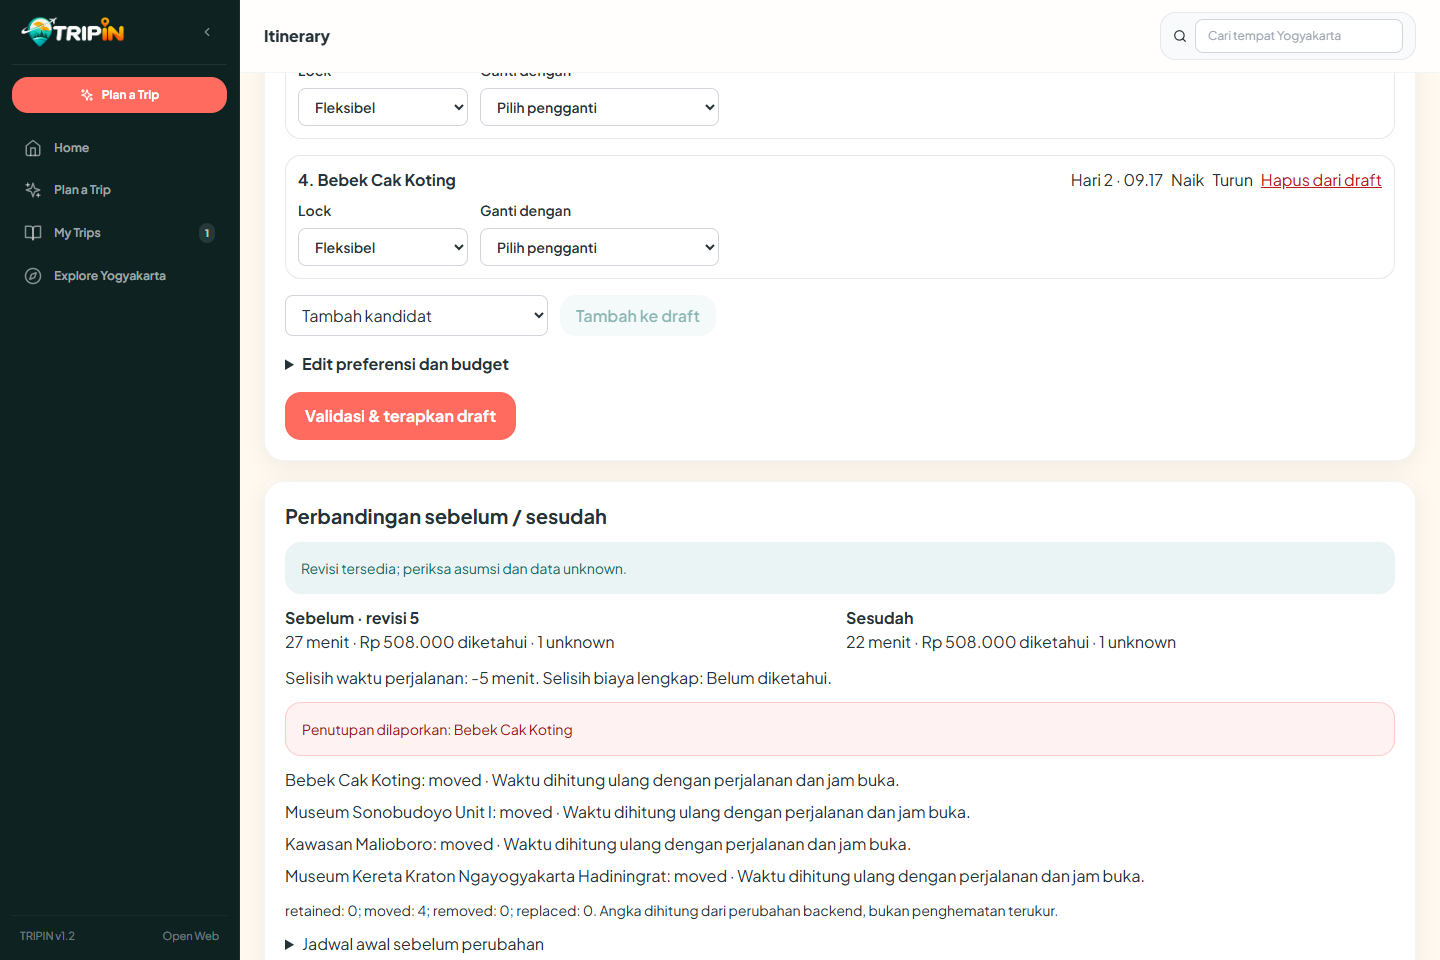 TRIPIN
Plan a Trip
Home
Plan a Trip
My Trips 1
Explore Yogyakarta
TRIPIN v1.2 Open Web
Itinerary
Cari tempat Yogyakarta
Lock Ganti dengan
Fleksibel Pilih pengganti
4. Bebek Cak Koting Hari 2 · 09.17 Naik Turun Hapus dari draft
Lock Ganti dengan
Fleksibel Pilih pengganti
Tambah kandidat Tambah ke draft
Edit preferensi dan budget
Validasi & terapkan draft
Perbandingan sebelum / sesudah
Revisi tersedia; periksa asumsi dan data unknown.
Sebelum · revisi 5 Sesudah
27 menit · Rp 508.000 diketahui · 1 unknown 22 menit · Rp 508.000 diketahui · 1 unknown
Selisih waktu perjalanan: -5 menit. Selisih biaya lengkap: Belum diketahui.
Penutupan dilaporkan: Bebek Cak Koting
Bebek Cak Koting: moved · Waktu dihitung ulang dengan perjalanan dan jam buka.
Museum Sonobudoyo Unit I: moved · Waktu dihitung ulang dengan perjalanan dan jam buka.
Kawasan Malioboro: moved · Waktu dihitung ulang dengan perjalanan dan jam buka.
Museum Kereta Kraton Ngayogyakarta Hadiningrat: moved · Waktu dihitung ulang dengan perjalanan dan jam buka.
retained: 0; moved: 4; removed: 0; replaced: 0. Angka dihitung dari perubahan backend, bukan penghematan terukur.
Jadwal awal sebelum perubahan